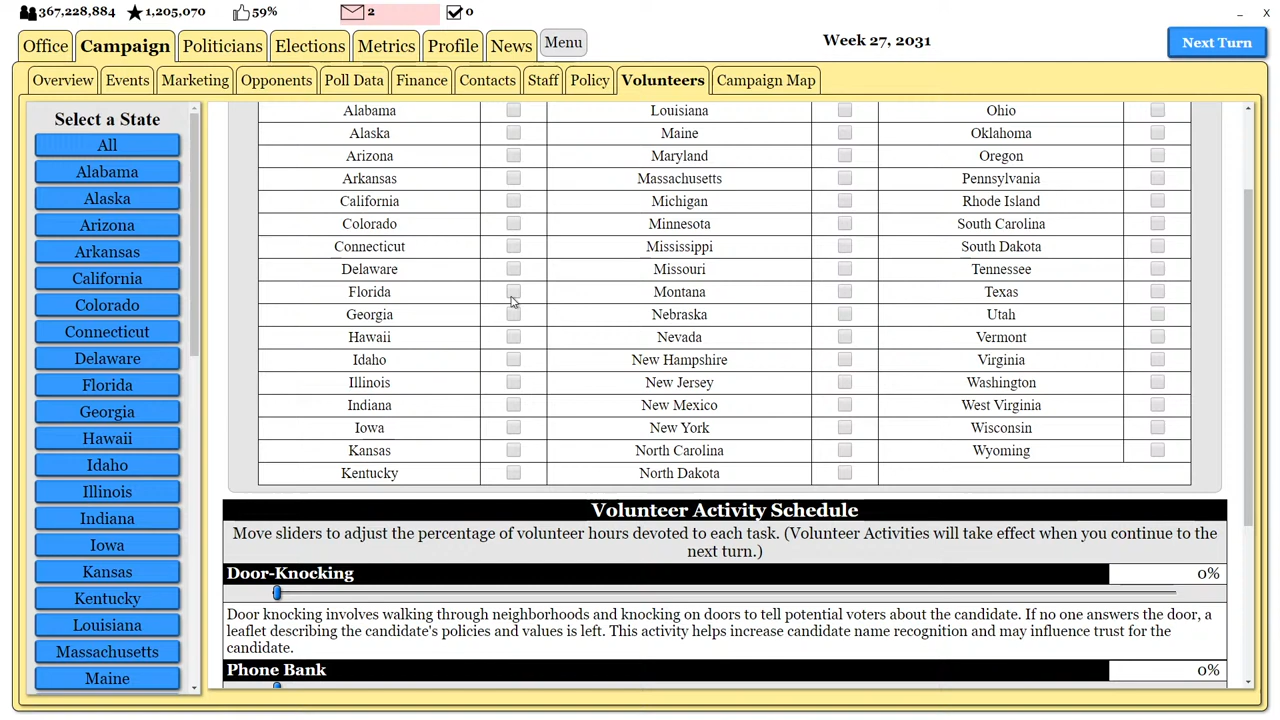 367,228,884 1,205,070 59% 2 0
_ X
Office Campaign Politicians Elections Metrics Profile News Menu Week 27, 2031 Next Turn
Overview Events Marketing Opponents Poll Data Finance Contacts Staff Policy Volunteers Campaign Map
Select a State
All
Alabama
Alaska
Arizona
Arkansas
California
Colorado
Connecticut
Delaware
Florida
Georgia
Hawaii
Idaho
Illinois
Indiana
Iowa
Kansas
Kentucky
Louisiana
Massachusetts
Maine
Alabama Louisiana Ohio
Alaska Maine Oklahoma
Arizona Maryland Oregon
Arkansas Massachusetts Pennsylvania
California Michigan Rhode Island
Colorado Minnesota South Carolina
Connecticut Mississippi South Dakota
Delaware Missouri Tennessee
Florida Montana Texas
Georgia Nebraska Utah
Hawaii Nevada Vermont
Idaho New Hampshire Virginia
Illinois New Jersey Washington
Indiana New Mexico West Virginia
Iowa New York Wisconsin
Kansas North Carolina Wyoming
Kentucky North Dakota
Volunteer Activity Schedule
Move sliders to adjust the percentage of volunteer hours devoted to each task. (Volunteer Activities will take effect when you continue to the
next turn.)
Door-Knocking 0%
Door knocking involves walking through neighborhoods and knocking on doors to tell potential voters about the candidate. If no one answers the door, a
leaflet describing the candidate's policies and values is left. This activity helps increase candidate name recognition and may influence trust for the
candidate.
Phone Bank 0%